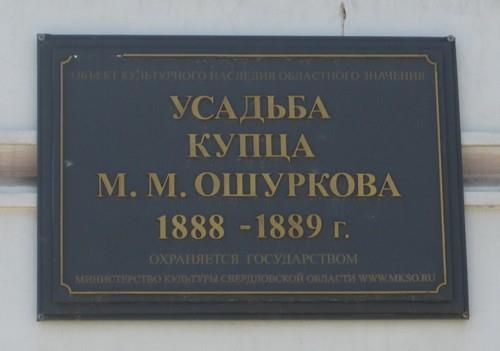 ОБЪЕКТ КУЛЬТУРНОГО НАСЛЕДИЯ ОБЛАСТНОГО ЗНАЧЕНИЯ
УСАДЬБА
КУПЦА
М. М. ОШУРКОВА
1888 -1889 г.
ОХРАНЯЕТСЯ ГОСУДАРСТВОМ
МИНИСТЕРСТВО КУЛЬТУРЫ СВЕРДЛОВСКОЙ ОБЛАСТИ WWW.MKSO.RU